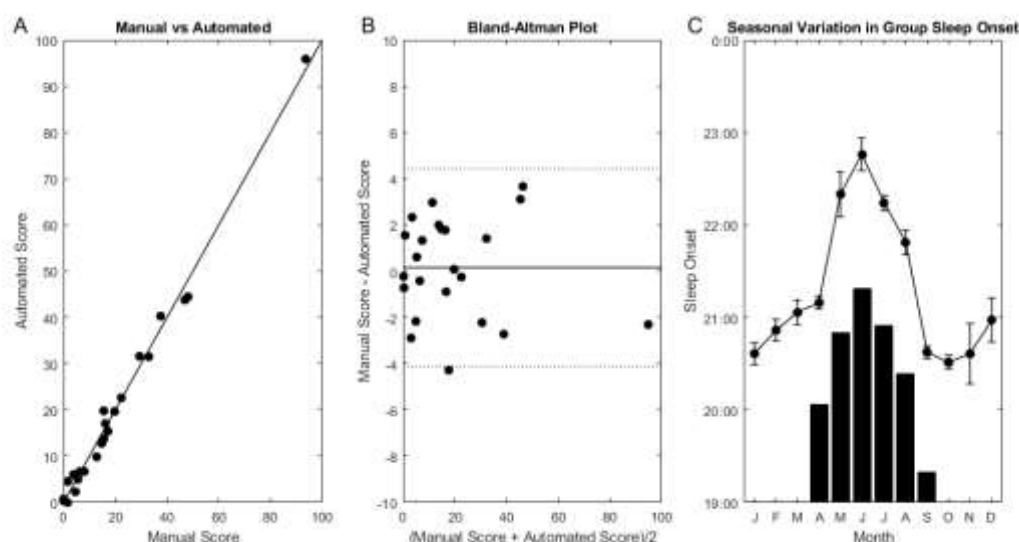 A
Manual vs Automated
100
90
80
70
60
50
40
30
20
10
0
Automated Score
0 20 40 60 80 100
Manual Score
B
Bland-Altman Plot
10
8
6
4
2
0
-2
-4
-6
-8
-10
Manual Score - Automated Score
0 20 40 60 80 100
(Manual Score + Automated Score)/2
C
Seasonal Variation in Group Sleep Onset
0:00
23:00
22:00
21:00
20:00
19:00
Sleep Onset
J F M A M J J A S O N D
Month